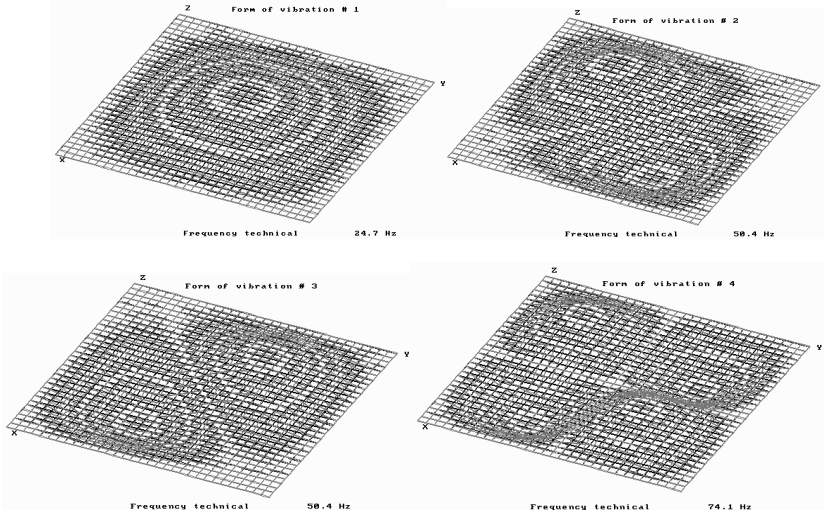 Z
Form of vibration # 1
Y
X
Frequency technical 24.7 Hz
Z
Form of vibration # 2
X
Frequency technical 50.4 Hz
Z
Form of vibration # 3
Y
X
Frequency technical 50.4 Hz
Z
Form of vibration # 4
Y
X
Frequency technical 74.1 Hz